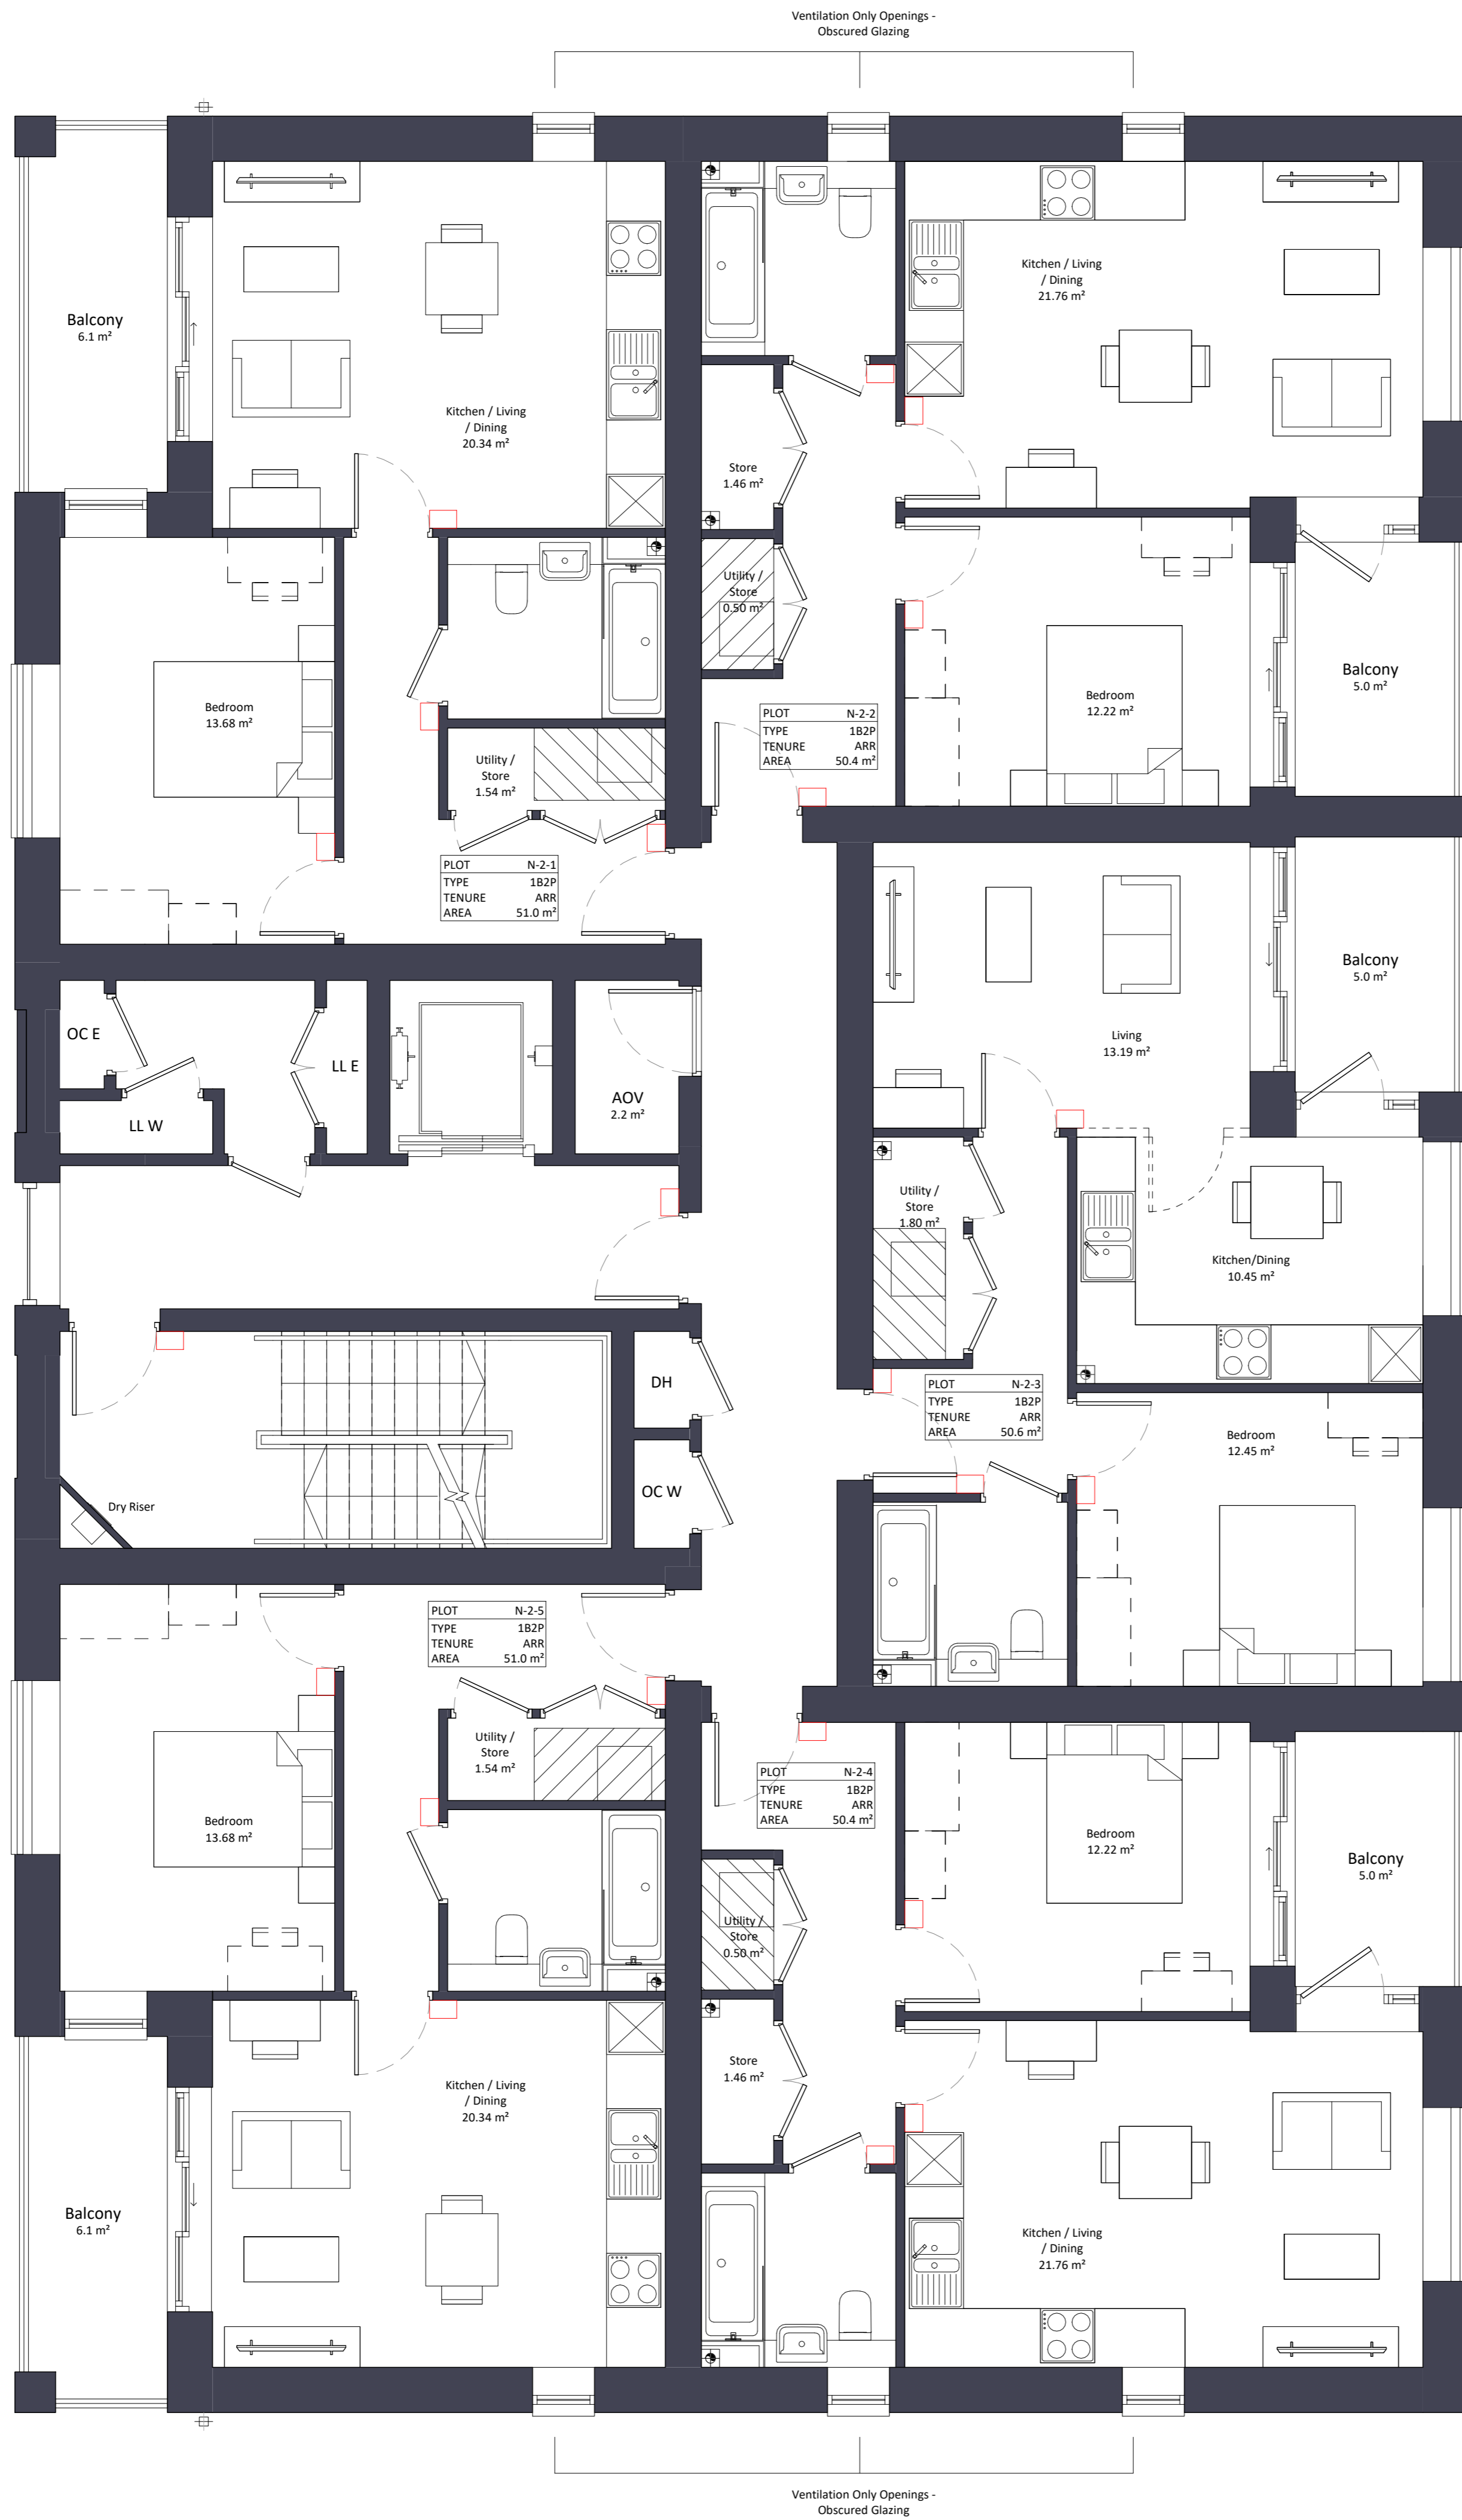 Ventilation Only Openings -
Obscured Glazing
Balcony
6.1 m²
Kitchen / Living
/ Dining
20.34 m²
Kitchen / Living
/ Dining
21.76 m²
Store
1.46 m²
Utility /
Store
0.50 m²
Bedroom
13.68 m²
Bedroom
12.22 m²
Balcony
5.0 m²
PLOT N-2-2
TYPE 1B2P
TENURE ARR
AREA 50.4 m²
Utility /
Store
1.54 m²
PLOT N-2-1
TYPE 1B2P
TENURE ARR
AREA 51.0 m²
Balcony
5.0 m²
Living
13.19 m²
OC E
LL E
LL W
AOV
2.2 m²
Utility /
Store
1.80 m²
Kitchen/Dining
10.45 m²
DH
PLOT N-2-3
TYPE 1B2P
TENURE ARR
AREA 50.6 m²
Bedroom
12.45 m²
OC W
Dry Riser
PLOT N-2-5
TYPE 1B2P
TENURE ARR
AREA 51.0 m²
Utility /
Store
1.54 m²
PLOT N-2-4
TYPE 1B2P
TENURE ARR
AREA 50.4 m²
Bedroom
13.68 m²
Bedroom
12.22 m²
Balcony
5.0 m²
Utility /
Store
0.50 m²
Store
1.46 m²
Kitchen / Living
/ Dining
20.34 m²
Balcony
6.1 m²
Kitchen / Living
/ Dining
21.76 m²
Ventilation Only Openings -
Obscured Glazing